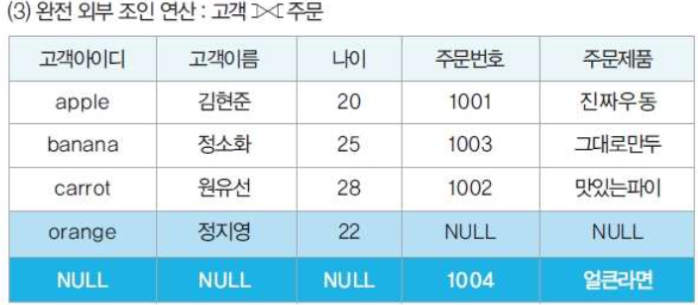 (3) 완전 외부 조인 연산 : 고객 ⟗ 주문
고객아이디 고객이름 나이 주문번호 주문제품
apple 김현준 20 1001 진짜우동
banana 정소화 25 1003 그대로만두
carrot 원유선 28 1002 맛있는파이
orange 정지영 22 NULL NULL
NULL NULL NULL 1004 얼큰라면